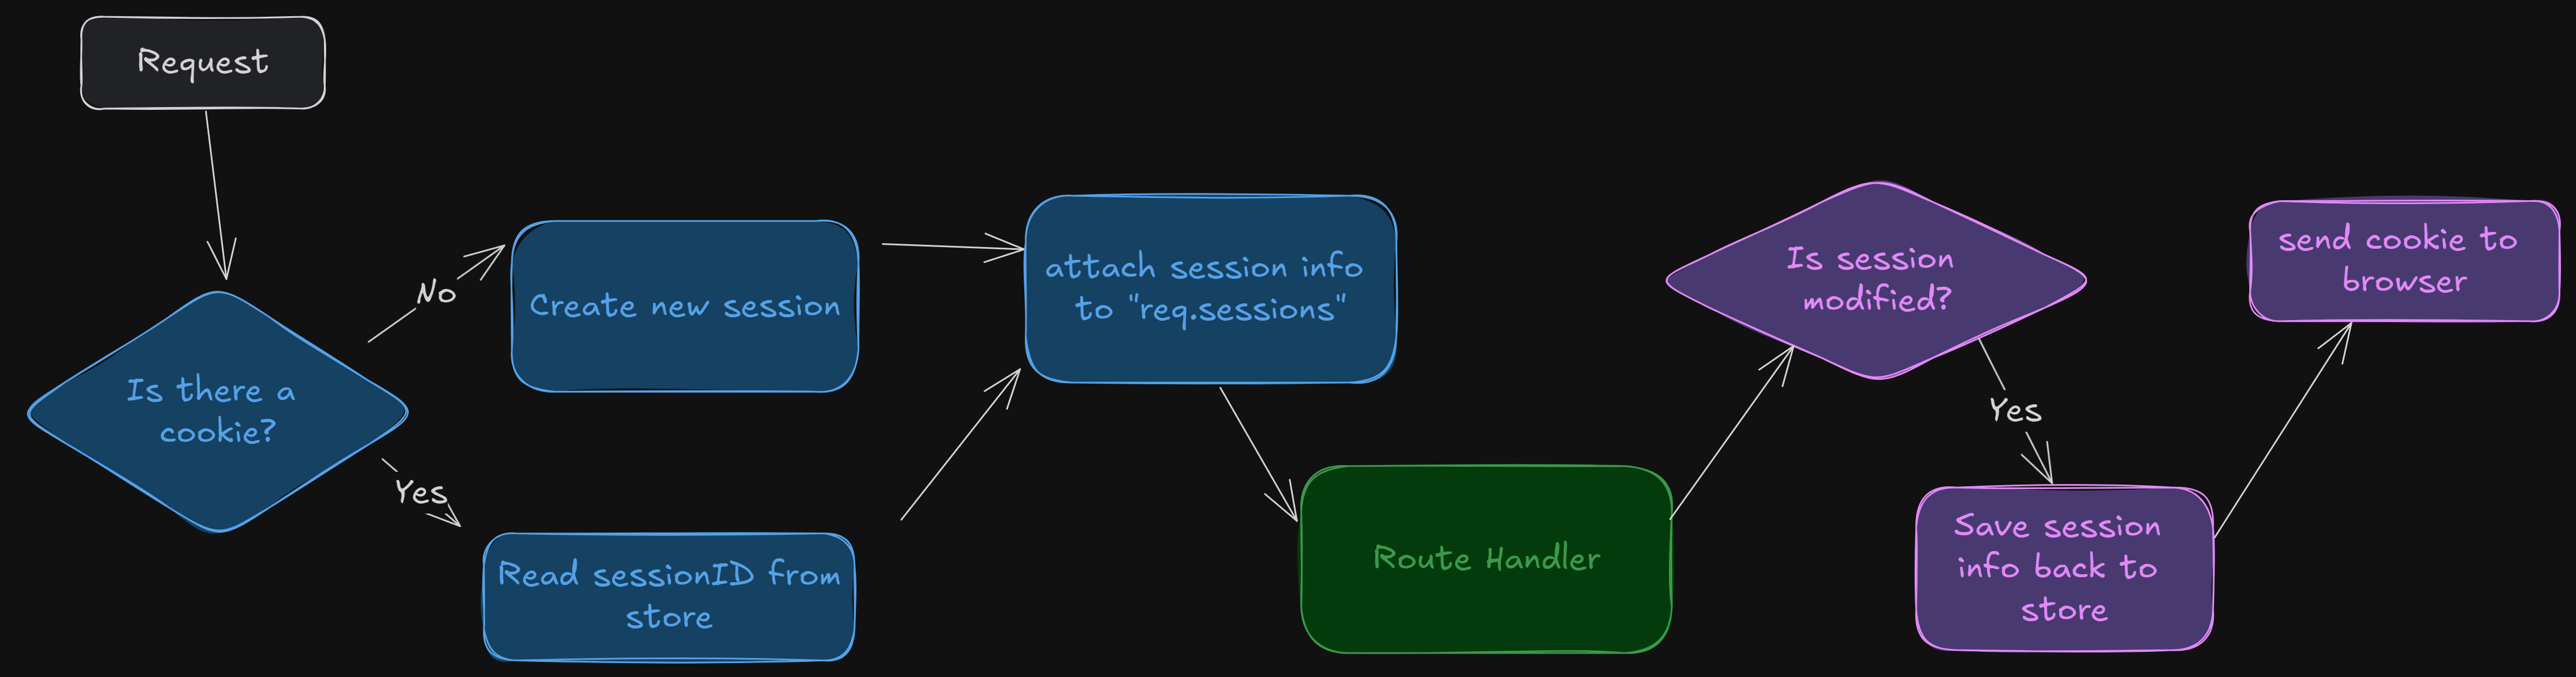 Request
Is there a
cookie?
No
Yes
Create new session
Read sessionID from
store
attach session info
to "req.sessions"
Route Handler
Is session
modified?
Yes
Save session
info back to
store
send cookie to
browser